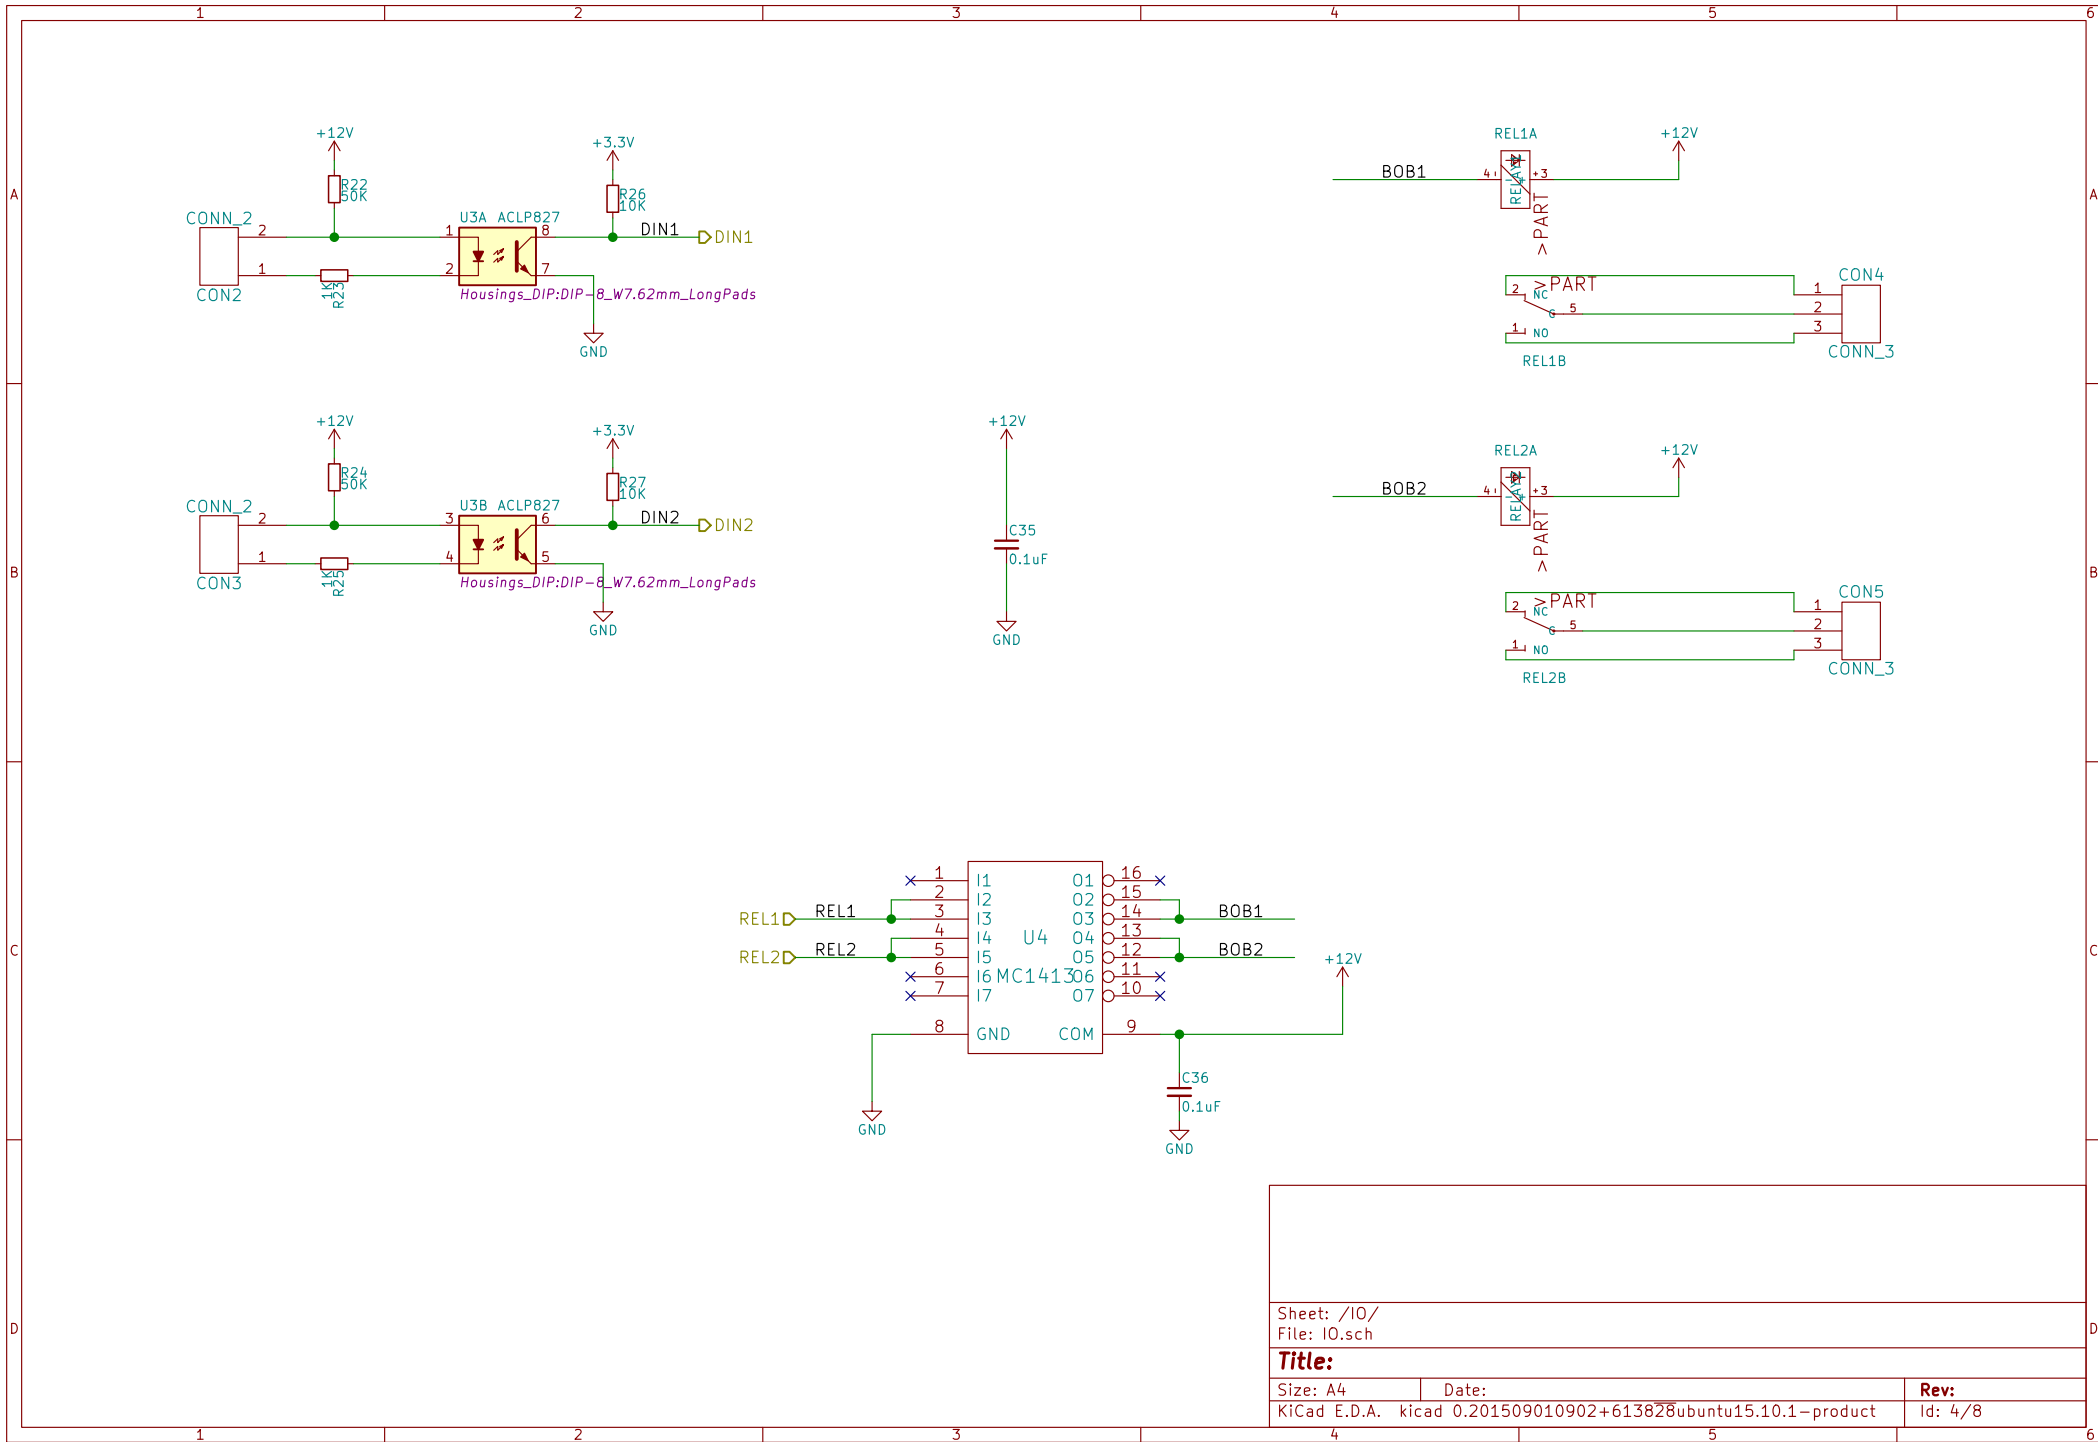 1 2 3 4 5 6
A
B
C
D
A
B
C
D
+12V
R22
50K
CONN_2
2
1
CON2
1K
R23
U3A ACLP827
1
2
8
7
Housings_DIP:DIP-8_W7.62mm_LongPads
+3.3V
R26
10K
DIN1
DIN1
GND
+12V
R24
50K
CONN_2
2
1
CON3
1K
R25
U3B ACLP827
3
4
6
5
Housings_DIP:DIP-8_W7.62mm_LongPads
+3.3V
R27
10K
DIN2
DIN2
GND
+12V
C35
0.1uF
GND
REL1A
+12V
BOB1
4
-
+
3
>PART
>PART
2
NC
5
1
NO
REL1B
CON4
1
2
3
CONN_3
REL2A
+12V
BOB2
4
-
+
3
>PART
>PART
2
NC
5
1
NO
REL2B
CON5
1
2
3
CONN_3
REL1
REL1
REL2
REL2
1 I1 O1 16
2 I2 O2 15
3 I3 O3 14
4 I4 U4 O4 13
5 I5 O5 12
6 I6 MC1413 O6 11
7 I7 O7 10
8 GND COM 9
BOB1
BOB2
+12V
GND
C36
0.1uF
GND
Sheet: /IO/
File: IO.sch
Title:
Size: A4 Date: Rev:
KiCad E.D.A. kicad 0.201509010902+613828ubuntu15.10.1-product Id: 4/8
1 2 3 4 5 6